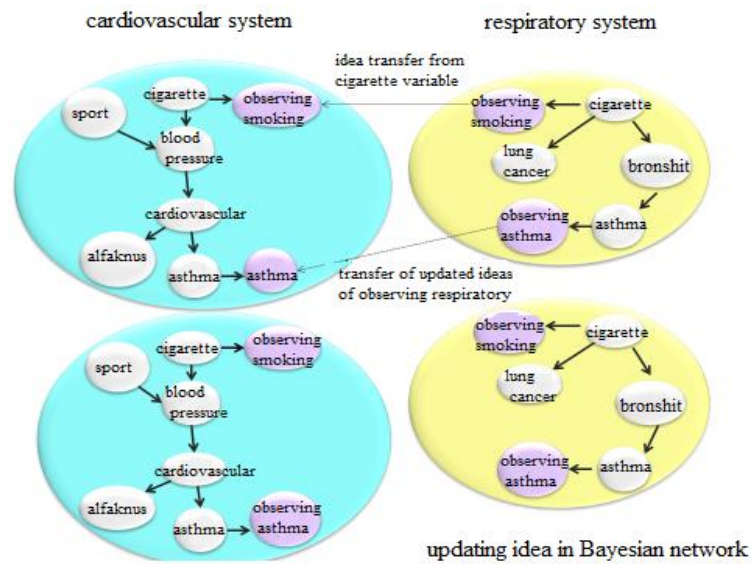 cardiovascular system
respiratory system
idea transfer from
cigarette variable
sport
cigarette
observing
smoking
blood
pressure
cardiovascular
alfaknus
asthma
asthma
observing
smoking
cigarette
lung
cancer
bronshit
observing
asthma
asthma
transfer of updated ideas
of observing respiratory
sport
cigarette
observing
smoking
blood
pressure
cardiovascular
alfaknus
asthma
observing
asthma
observing
smoking
cigarette
lung
cancer
bronshit
observing
asthma
asthma
updating idea in Bayesian network